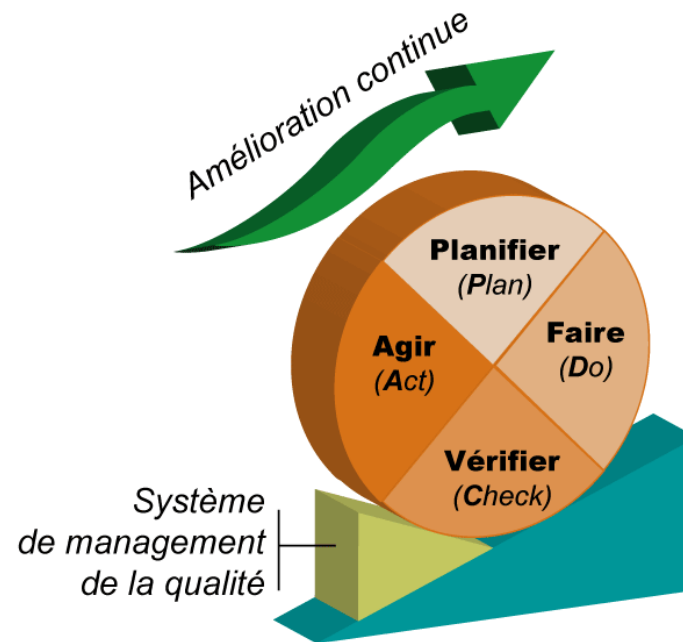 Amélioration continue
Planifier
(Plan)
Faire
(Do)
Agir
(Act)
Vérifier
(Check)
Système
de management
de la qualité